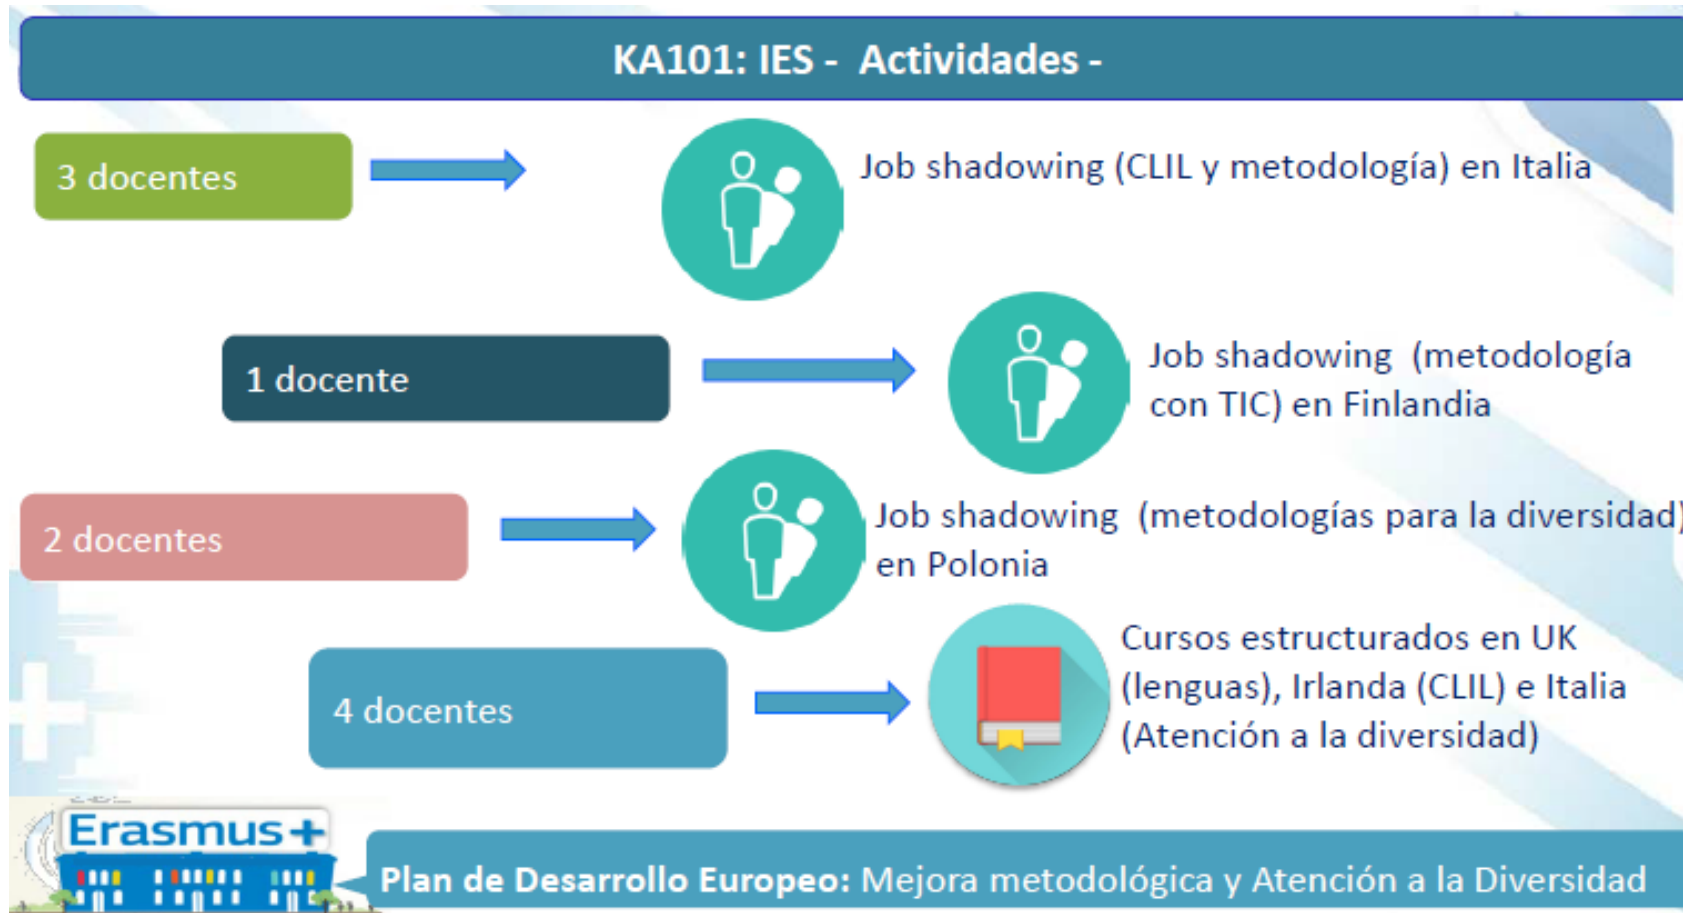 KA101: IES - Actividades -
3 docentes
Job shadowing (CLIL y metodología) en Italia
1 docente
Job shadowing (metodología
con TIC) en Finlandia
2 docentes
Job shadowing (metodologías para la diversidad)
en Polonia
4 docentes
Cursos estructurados en UK
(lenguas), Irlanda (CLIL) e Italia
(Atención a la diversidad)
Erasmus+
Plan de Desarrollo Europeo: Mejora metodológica y Atención a la Diversidad